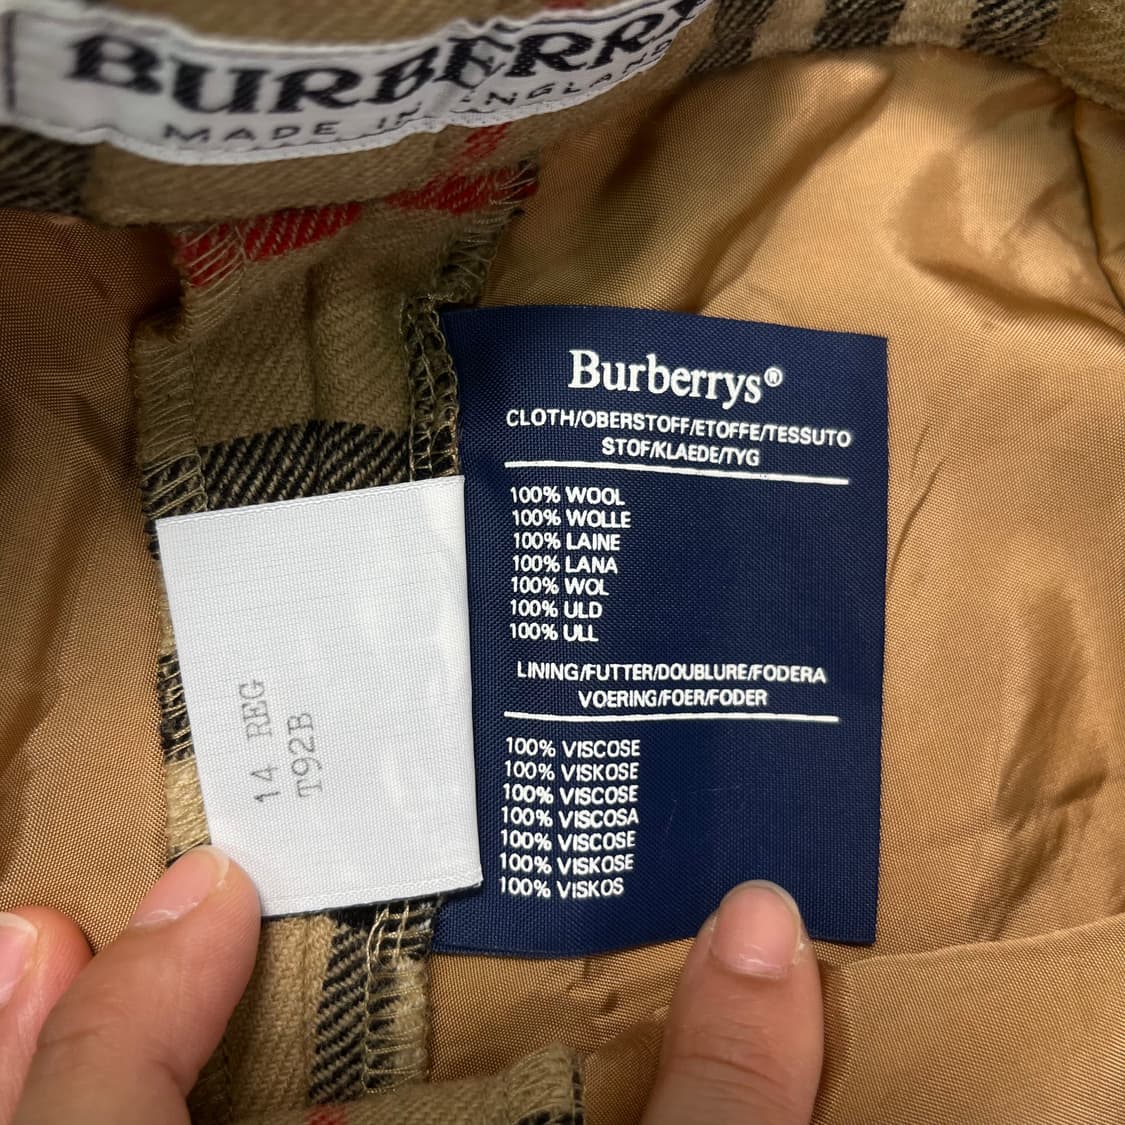 BURBERRY
MADE IN ENGLAND
Burberrys®
CLOTH/OBERSTOFF/ETOFFE/TESSUTO
STOF/KLAEDE/TYG
100% WOOL
100% WOLLE
100% LAINE
100% LANA
100% WOL
100% ULD
100% ULL
LINING/FUTTER/DOUBLURE/FODERA
VOERING/FOER/FODER
100% VISCOSE
100% VISKOSE
100% VISCOSE
100% VISCOSA
100% VISCOSE
100% VISKOSE
100% VISKOS
14 REG
T92B